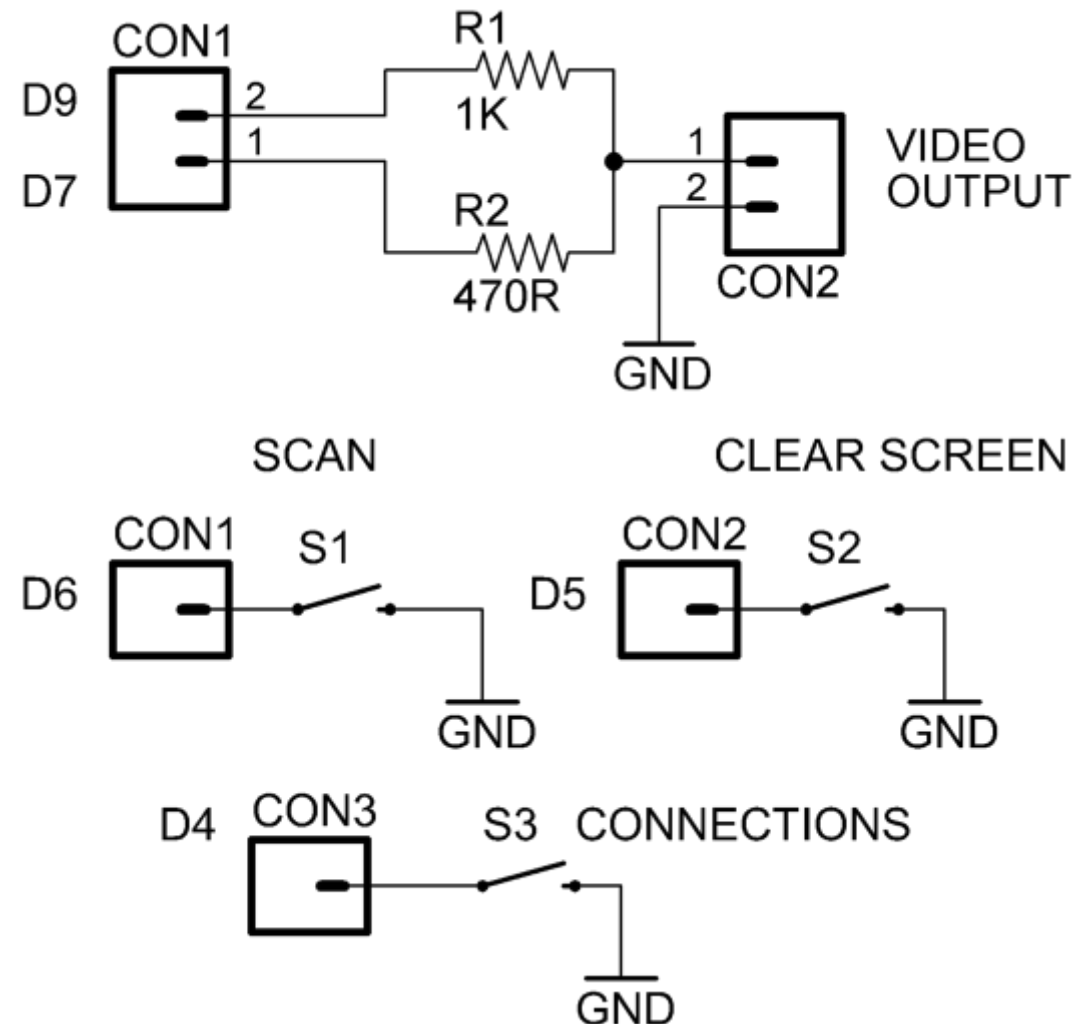 CON1
R1
D9
2
1K
1
D7
R2
470R
1
2
VIDEO
OUTPUT
CON2
GND
SCAN
CLEAR SCREEN
CON1
S1
D6
GND
CON2
S2
D5
GND
CON3
D4
S3
CONNECTIONS
GND